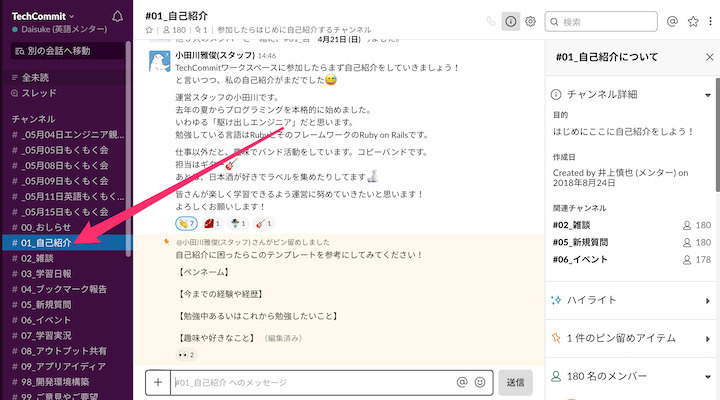 TechCommit
Daisuke (英語メンター)
別の会話へ移動
全未読
スレッド
チャンネル
# _05月04日エンジニア親...
# _05月05日もくもく会
# _05月08日もくもく会
# _05月09日もくもく会
# _05月11日英語もくもく...
# _05月15日もくもく会
# 00_おしらせ
# 01_自己紹介
# 02_雑談
# 03_学習日報
# 04_ブックマーク報告
# 05_新規質問
# 06_イベント
# 07_学習実況
# 08_アウトプット共有
# 09_アプリアイディア
# 98_開発環境構築
# 99_ご意見やご要望
#01_自己紹介
180 | 1 | 参加したらはじめに自己紹介するチャンネル
検索
4月21日 (日)
小田川雅俊(スタッフ) 14:46
TechCommitワークスペースに参加したらまず自己紹介をしていきましょう！
と言いつつ、私の自己紹介がまだでした😅
運営スタッフの小田川です。
去年の夏からプログラミングを本格的に始めました。
いわゆる「駆け出しエンジニア」だと思います。
勉強している言語はRubyとそのフレームワークのRuby on Railsです。
仕事以外だと、趣味でバンド活動をしています。コピーバンドです。
担当はギター🎸
あとは、日本酒が好きでラベルを集めたりしてます🍶
皆さんが楽しく学習できるよう運営に努めていきたいと思います！
よろしくお願いします！
👏 7 1 1 🎸 1
@小田川雅俊(スタッフ)さんがピン留めしました
自己紹介に困ったらこのテンプレートを参考にしてみてください！
【ペンネーム】
【今までの経験や経歴】
【勉強中あるいはこれから勉強したいこと】
【趣味や好きなこと】 （編集済み）
👀 2
#01_自己紹介 へのメッセージ
送信
#01_自己紹介について
チャンネル詳細
目的
はじめにここに自己紹介をしよう！
作成日
Created by 井上慎也 (メンター) on
2018年8月24日
関連チャンネル
#02_雑談 180
#05_新規質問 180
#06_イベント 178
ハイライト
1 件のピン留めアイテム
180 名のメンバー